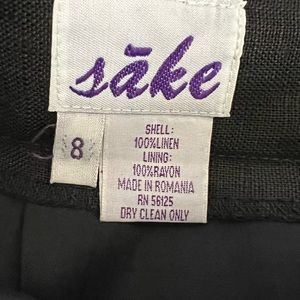 sāke
8
SHELL:
100%LINEN
LINING:
100%RAYON
MADE IN ROMANIA
RN 56125
DRY CLEAN ONLY